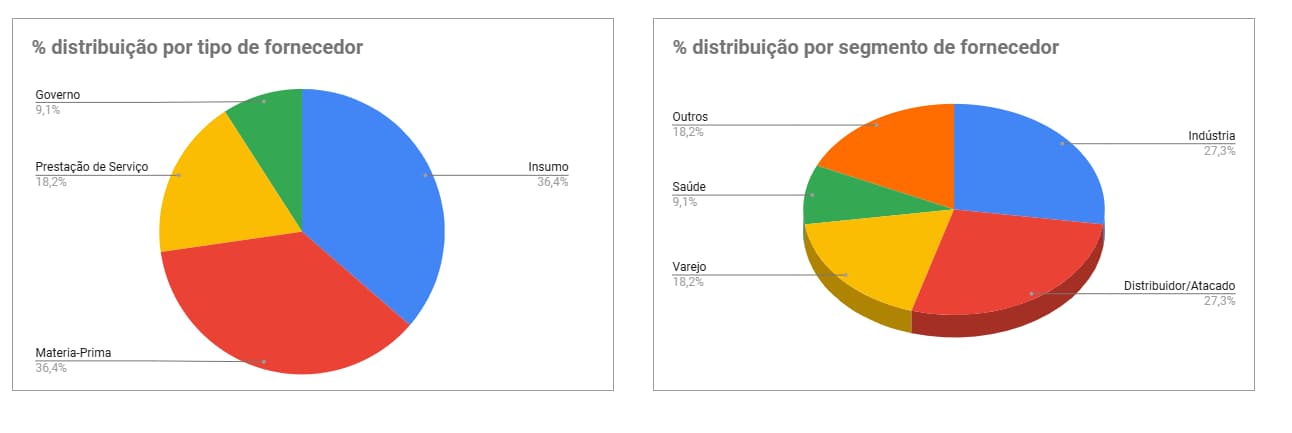 % distribuição por tipo de fornecedor
Governo
9,1%
Prestação de Serviço
18,2%
Insumo
36,4%
Materia-Prima
36,4%
% distribuição por segmento de fornecedor
Outros
18,2%
Indústria
27,3%
Saúde
9,1%
Varejo
18,2%
Distribuidor/Atacado
27,3%